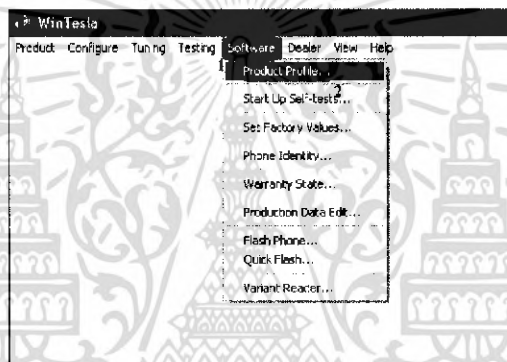 WinTesla
Product Configure Tuning Testing Software Dealer View Help
1
Product Profile...
2
Start Up Self-tests...
Set Factory Values...
Phone Identity...
Warranty State...
Production Data Edit...
Flash Phone...
Quick Flash...
Variant Reader...